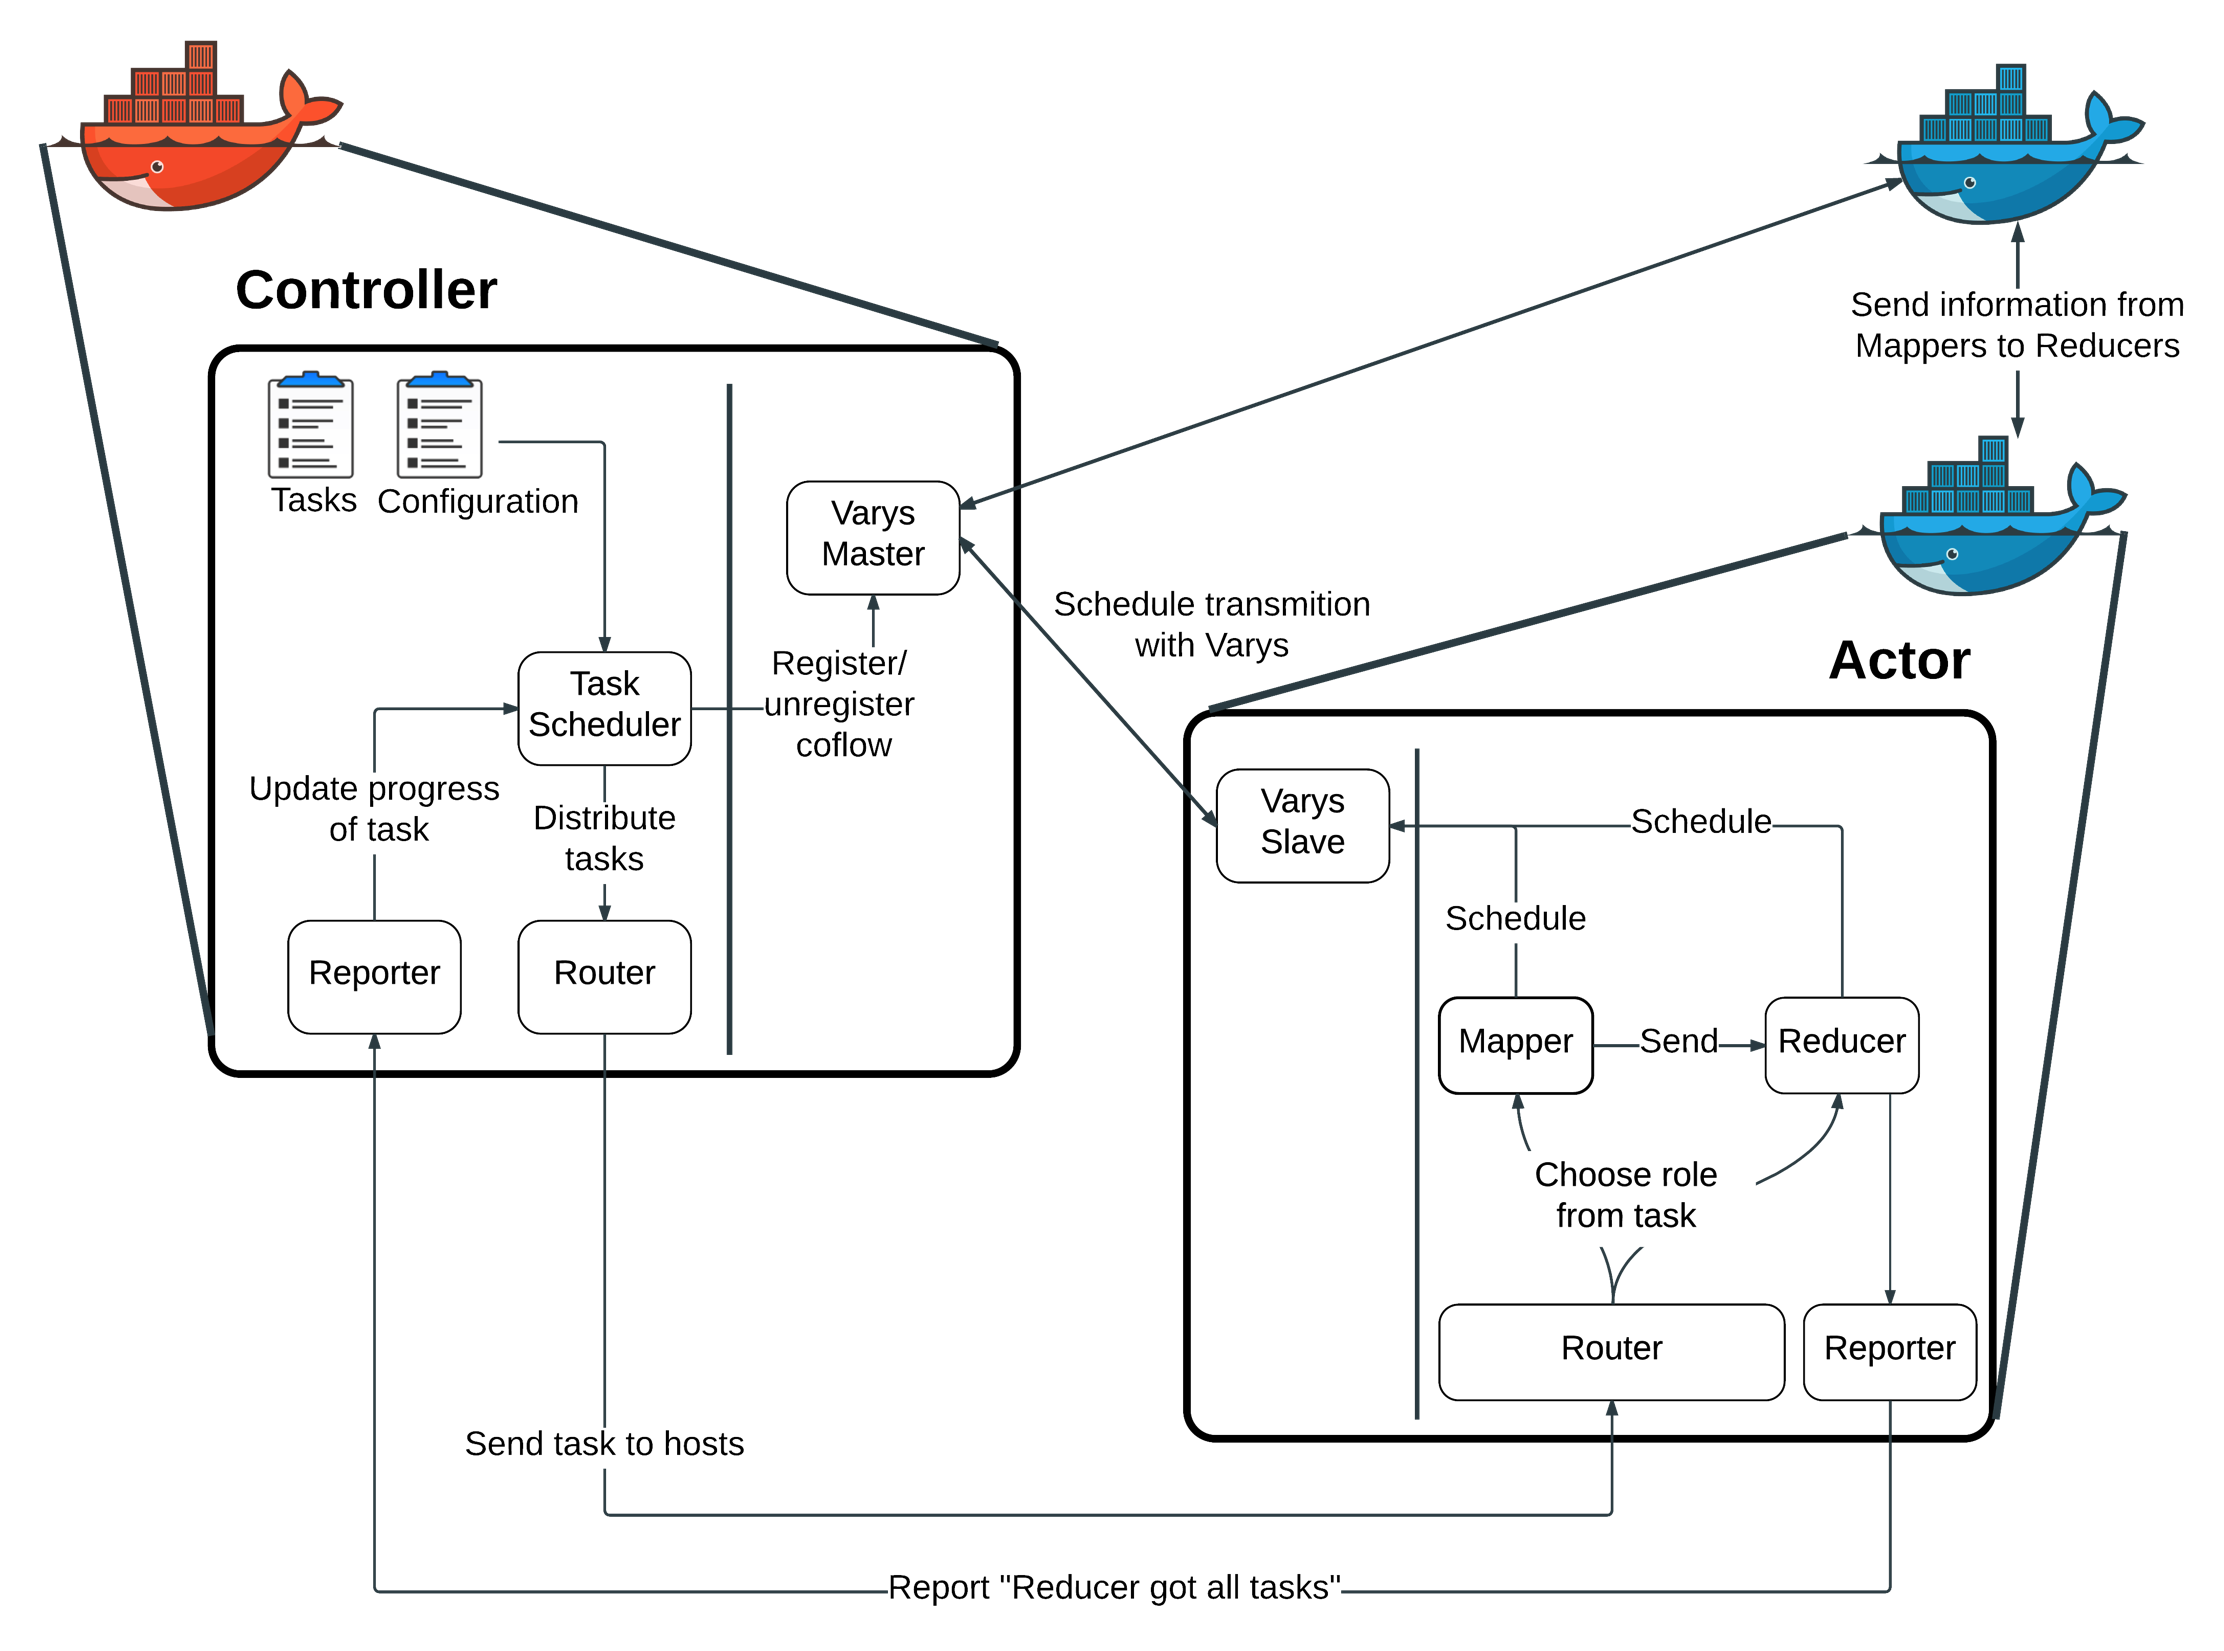 Controller
Send information from
Mappers to Reducers
Tasks
Configuration
Varys
Master
Schedule transmition
with Varys
Register/
unregister
coflow
Task
Scheduler
Update progress
of task
Distribute
tasks
Reporter
Router
Actor
Varys
Slave
Schedule
Schedule
Mapper
Send
Reducer
Choose role
from task
Router
Reporter
Send task to hosts
Report "Reducer got all tasks"